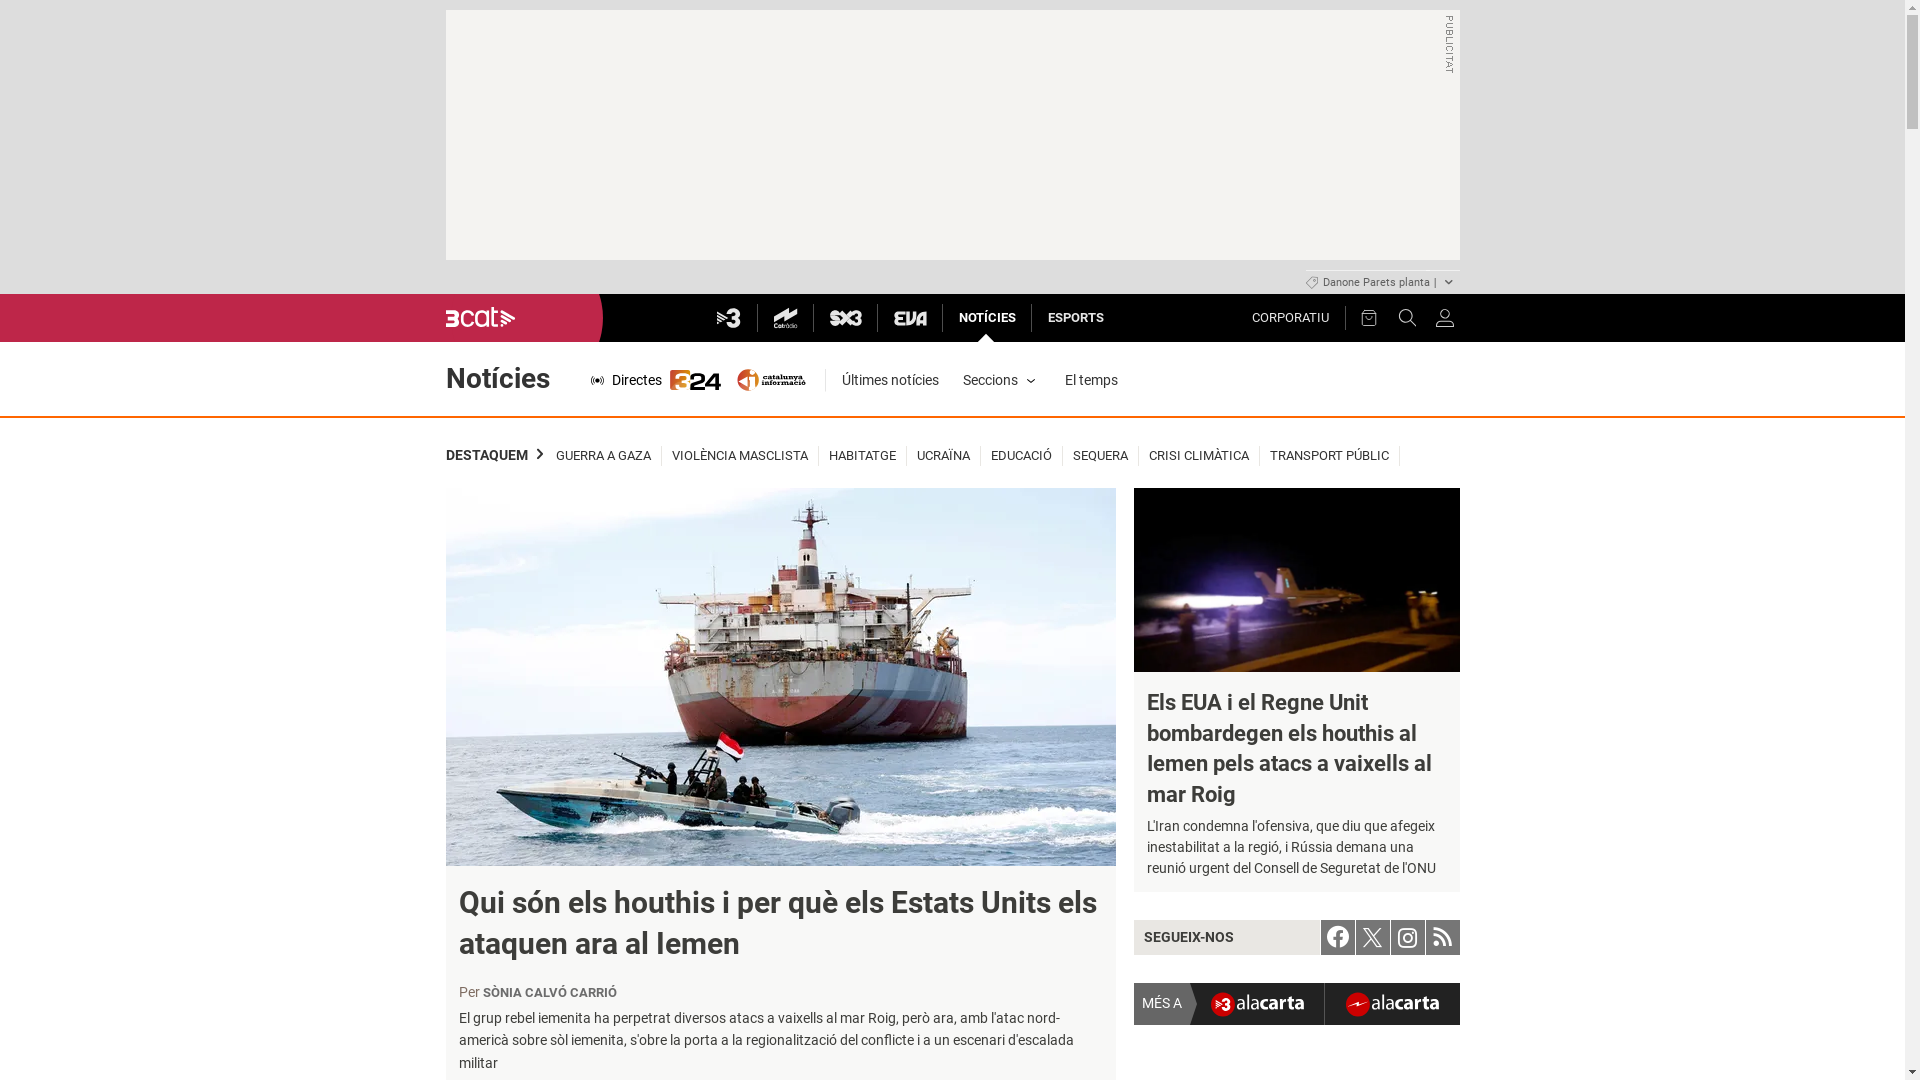 PUBLICITAT
Danone Parets planta |
3cat
3
Catràdio
SX3
EVA
NOTÍCIES
ESPORTS
CORPORATIU
Notícies
Directes
324
catalunya
informació
Últimes notícies
Seccions
El temps
DESTAQUEM
GUERRA A GAZA
VIOLÈNCIA MASCLISTA
HABITATGE
UCRAÏNA
EDUCACIÓ
SEQUERA
CRISI CLIMÀTICA
TRANSPORT PÚBLIC
Qui són els houthis i per què els Estats Units els
ataquen ara al Iemen
Per SÒNIA CALVÓ CARRIÓ
El grup rebel iemenita ha perpetrat diversos atacs a vaixells al mar Roig, però ara, amb l'atac nord-
americà sobre sòl iemenita, s'obre la porta a la regionalització del conflicte i a un escenari d'escalada
militar
Els EUA i el Regne Unit
bombardegen els houthis al
Iemen pels atacs a vaixells al
mar Roig
L'Iran condemna l'ofensiva, que diu que afegeix
inestabilitat a la regió, i Rússia demana una
reunió urgent del Consell de Seguretat de l'ONU
SEGUEIX-NOS
MÉS A
3 alacarta
alacarta